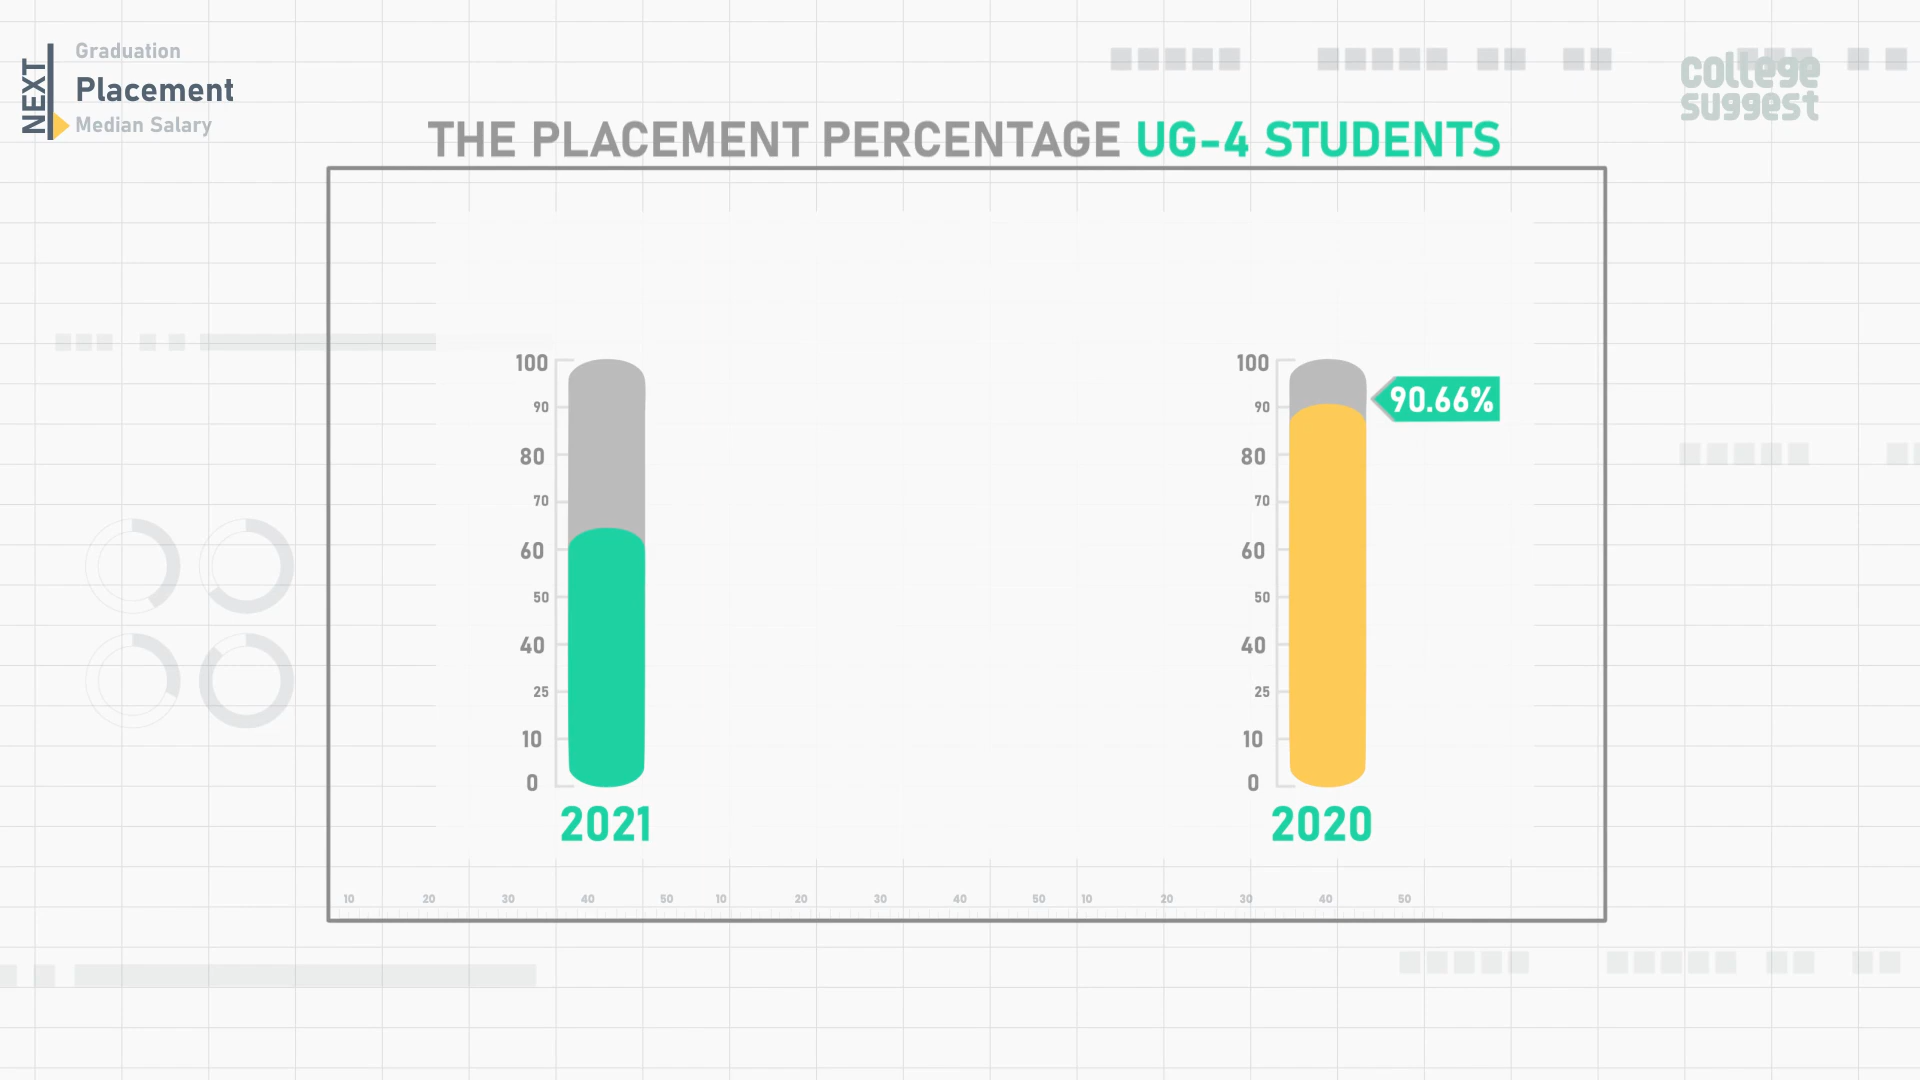 NEXT
Graduation
Placement
Median Salary
college
suggest
THE PLACEMENT PERCENTAGE UG-4 STUDENTS
100
90
80
70
60
50
40
25
10
0
2021
100
90
80
70
60
50
40
25
10
0
90.66%
2020
10 20 30 40 50 10 20 30 40 50 10 20 30 40 50